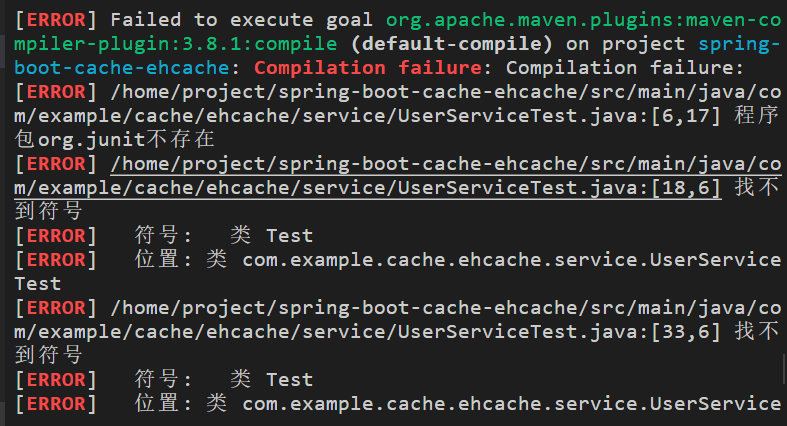 [ERROR] Failed to execute goal org.apache.maven.plugins:maven-co
mpiler-plugin:3.8.1:compile (default-compile) on project spring-
boot-cache-ehcache: Compilation failure: Compilation failure:
[ERROR] /home/project/spring-boot-cache-ehcache/src/main/java/co
m/example/cache/ehcache/service/UserServiceTest.java:[6,17] 程序
包org.junit不存在
[ERROR] /home/project/spring-boot-cache-ehcache/src/main/java/co
m/example/cache/ehcache/service/UserServiceTest.java:[18,6] 找不
到符号
[ERROR]   符号:   类 Test
[ERROR]   位置: 类 com.example.cache.ehcache.service.UserService
Test
[ERROR] /home/project/spring-boot-cache-ehcache/src/main/java/co
m/example/cache/ehcache/service/UserServiceTest.java:[33,6] 找不
到符号
[ERROR]   符号:   类 Test
[ERROR]   位置: 类 com.example.cache.ehcache.service.UserService